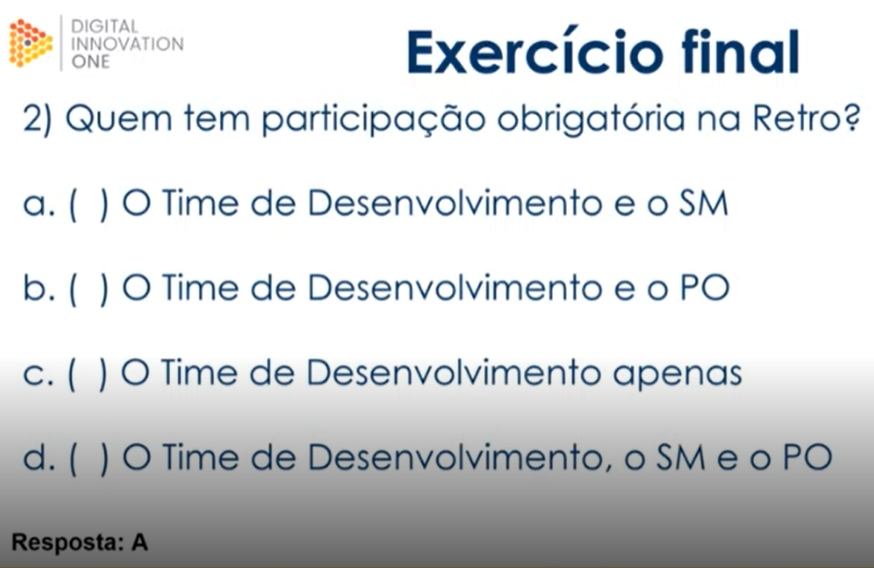 DIGITAL
INNOVATION
ONE
Exercício final
2) Quem tem participação obrigatória na Retro?
a. ( ) O Time de Desenvolvimento e o SM
b. ( ) O Time de Desenvolvimento e o PO
c. ( ) O Time de Desenvolvimento apenas
d. ( ) O Time de Desenvolvimento, o SM e o PO
Resposta: A